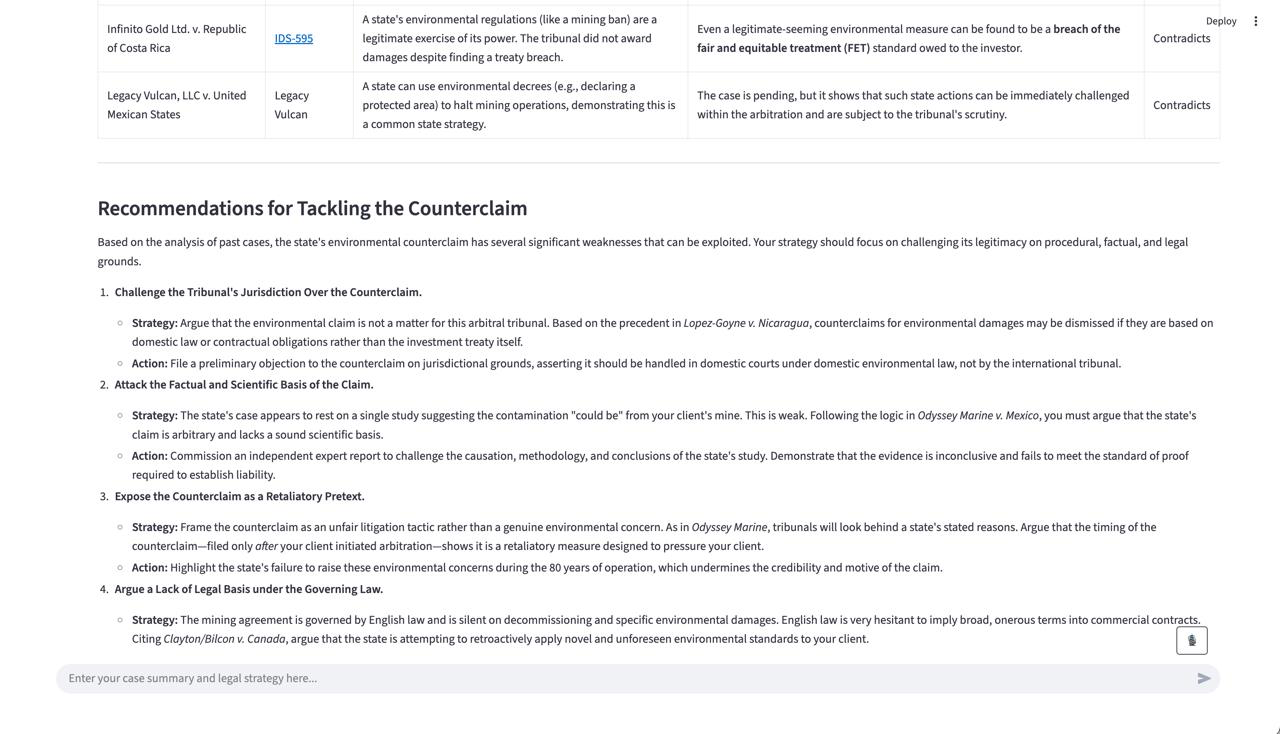 Deploy
A state's environmental regulations (like a mining ban) are a
Infinito Gold Ltd. v. Republic
of Costa Rica
IDS-595
legitimate exercise of its power. The tribunal did not award
damages despite finding a treaty breach.
Even a legitimate-seeming environmental measure can be found to be a breach of the
fair and equitable treatment (FET) standard owed to the investor.
Contradicts
Legacy Vulcan, LLC v. United
Mexican States
Legacy
Vulcan
A state can use environmental decrees (e.g., declaring a
protected area) to halt mining operations, demonstrating this is
a common state strategy.
The case is pending, but it shows that such state actions can be immediately challenged
within the arbitration and are subject to the tribunal's scrutiny.
Contradicts
Recommendations for Tackling the Counterclaim
Based on the analysis of past cases, the state's environmental counterclaim has several significant weaknesses that can be exploited. Your strategy should focus on challenging its legitimacy on procedural, factual, and legal
grounds.
1. Challenge the Tribunal's Jurisdiction Over the Counterclaim.
Strategy: Argue that the environmental claim is not a matter for this arbitral tribunal. Based on the precedent in Lopez-Goyne v. Nicaragua, counterclaims for environmental damages may be dismissed if they are based on
domestic law or contractual obligations rather than the investment treaty itself.
Action: File a preliminary objection to the counterclaim on jurisdictional grounds, asserting it should be handled in domestic courts under domestic environmental law, not by the international tribunal.
2. Attack the Factual and Scientific Basis of the Claim.
Strategy: The state's case appears to rest on a single study suggesting the contamination "could be" from your client's mine. This is weak. Following the logic in Odyssey Marine v. Mexico, you must argue that the state's
claim is arbitrary and lacks a sound scientific basis.
Action: Commission an independent expert report to challenge the causation, methodology, and conclusions of the state's study. Demonstrate that the evidence is inconclusive and fails to meet the standard of proof
required to establish liability.
3. Expose the Counterclaim as a Retaliatory Pretext.
Strategy: Frame the counterclaim as an unfair litigation tactic rather than a genuine environmental concern. As in Odyssey Marine, tribunals will look behind a state's stated reasons. Argue that the timing of the
counterclaim—filed only after your client initiated arbitration—shows it is a retaliatory measure designed to pressure your client.
Action: Highlight the state's failure to raise these environmental concerns during the 80 years of operation, which undermines the credibility and motive of the claim.
4. Argue a Lack of Legal Basis under the Governing Law.
Strategy: The mining agreement is governed by English law and is silent on decommissioning and specific environmental damages. English law is very hesitant to imply broad, onerous terms into commercial contracts.
Citing Clayton/Bilcon v. Canada, argue that the state is attempting to retroactively apply novel and unforeseen environmental standards to your client.
Enter your case summary and legal strategy here...